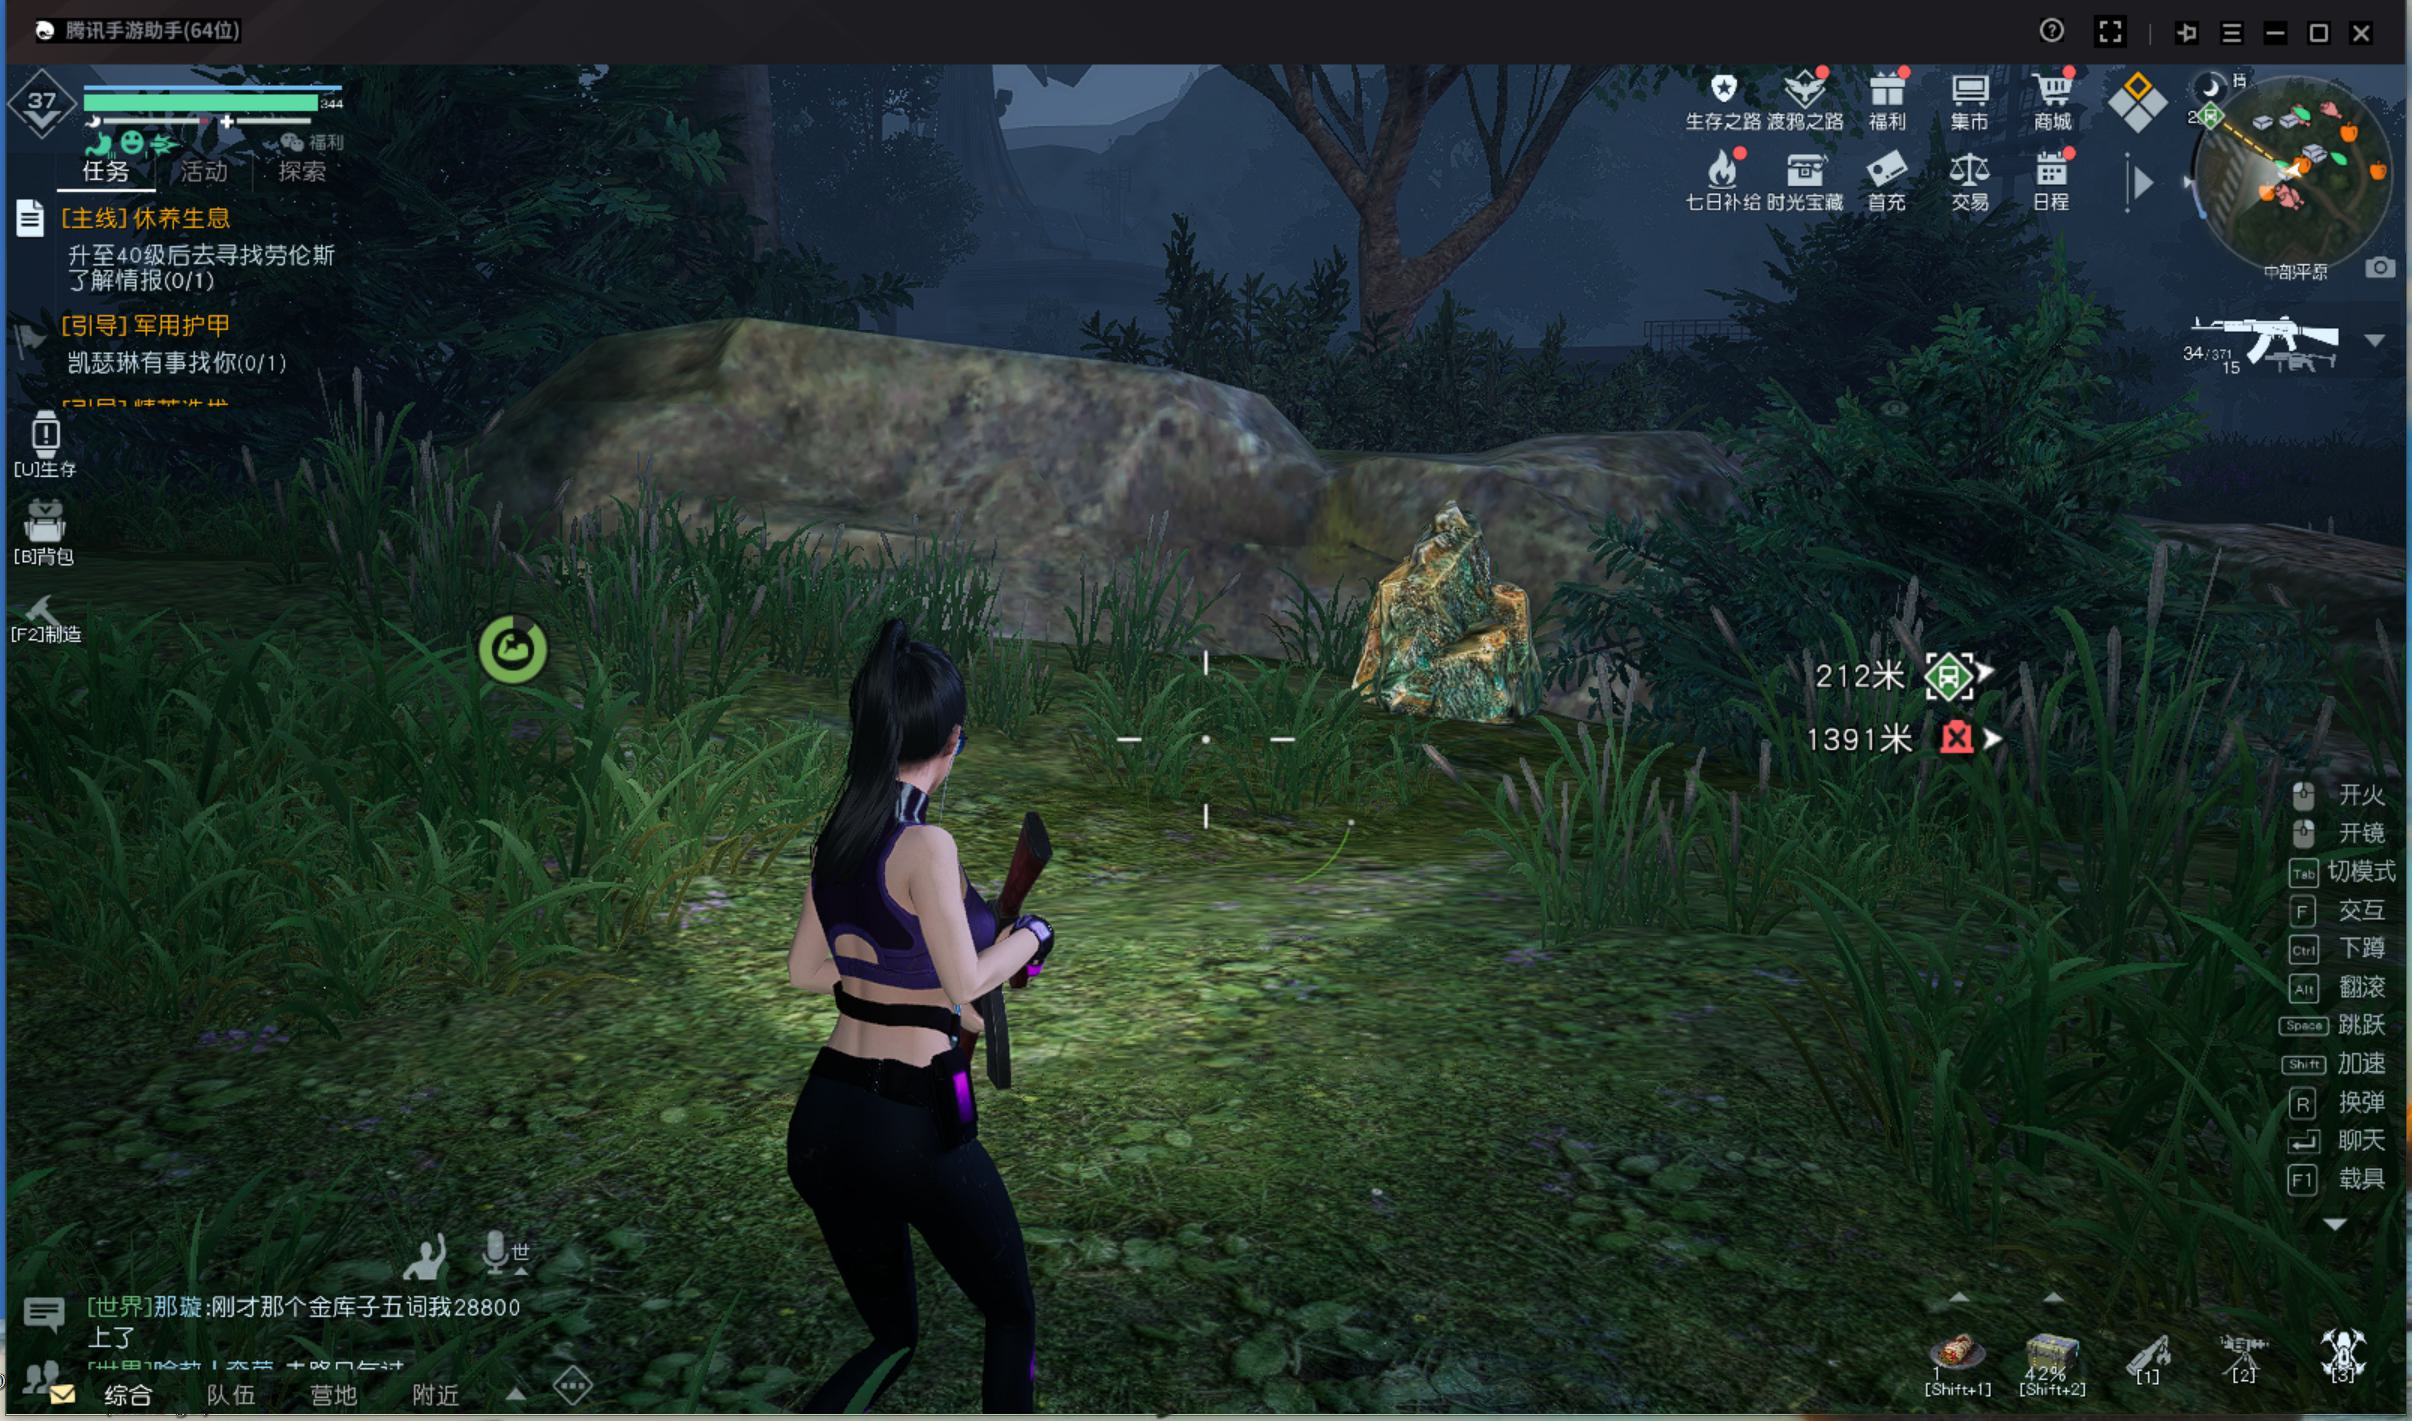 腾讯手游助手(64位)
37
344
福利
任务 活动 探索
[主线] 休养生息
升至40级后去寻找劳伦斯
了解情报(0/1)
[引导] 军用护甲
凯瑟琳有事找你(0/1)
[U]生存
[B]背包
[F2]制造
生存之路 渡鸦之路 福利 集市 商城
七日补给 时光宝藏 首充 交易 日程
中部平原
34/371
15
212米
1391米
开火
开镜
Tab 切模式
F 交互
Ctrl 下蹲
Alt 翻滚
Space 跳跃
Shift 加速
R 换弹
聊天
F1 载具
世
[世界]那璇:刚才那个金库子五词我28800
上了
综合 队伍 营地 附近
1 42%
[Shift+1] [Shift+2] [1] [2] [3]